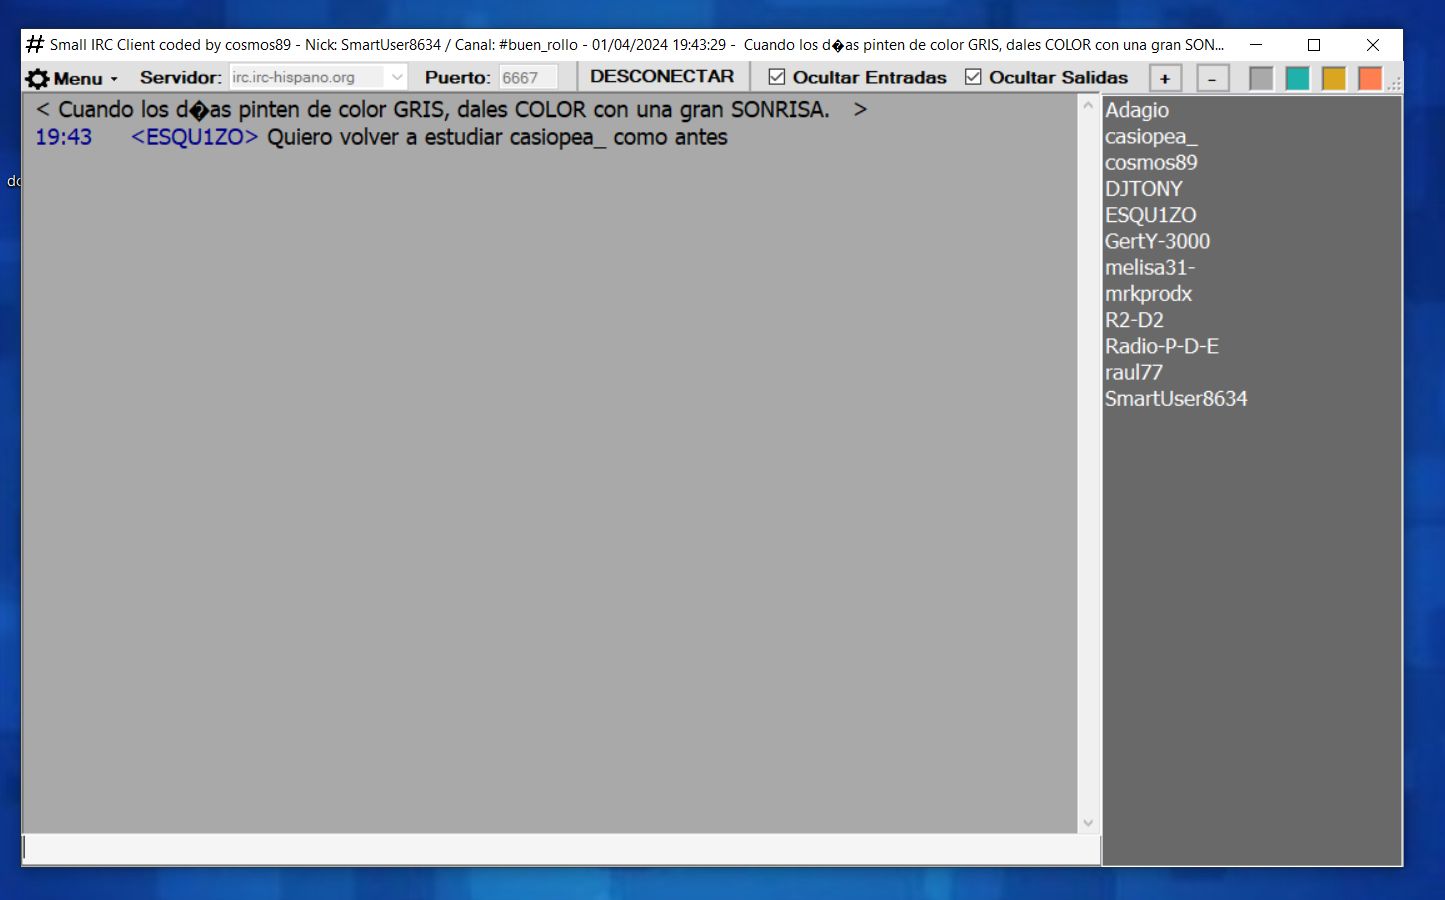 # Small IRC Client coded by cosmos89 - Nick: SmartUser8634 / Canal: #buen_rollo - 01/04/2024 19:43:29 - Cuando los d�as pinten de color GRIS, dales COLOR con una gran SON...
Menu Servidor: irc.irc-hispano.org Puerto: 6667 DESCONECTAR Ocultar Entradas Ocultar Salidas + -
< Cuando los d�as pinten de color GRIS, dales COLOR con una gran SONRISA. >
19:43 <ESQU1ZO> Quiero volver a estudiar casiopea_ como antes
do
Adagio
casiopea_
cosmos89
DJTONY
ESQU1ZO
GertY-3000
melisa31-
mrkprodx
R2-D2
Radio-P-D-E
raul77
SmartUser8634